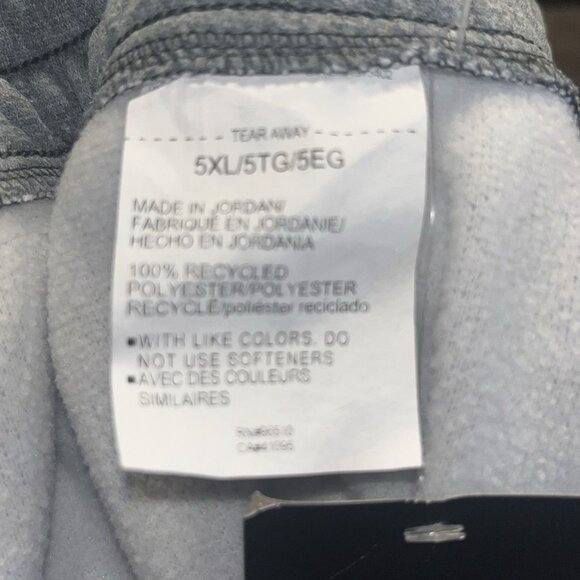 TEAR AWAY
5XL/5TG/5EG
MADE IN JORDAN/
FABRIQUÉ EN JORDANIE/
HECHO EN JORDANIA
100% RECYCLED
POLYESTER/POLYESTER
RECYCLÉ/poliéster reciclado
▪WITH LIKE COLORS. DO
NOT USE SOFTENERS
▪AVEC DES COULEURS
SIMILAIRES